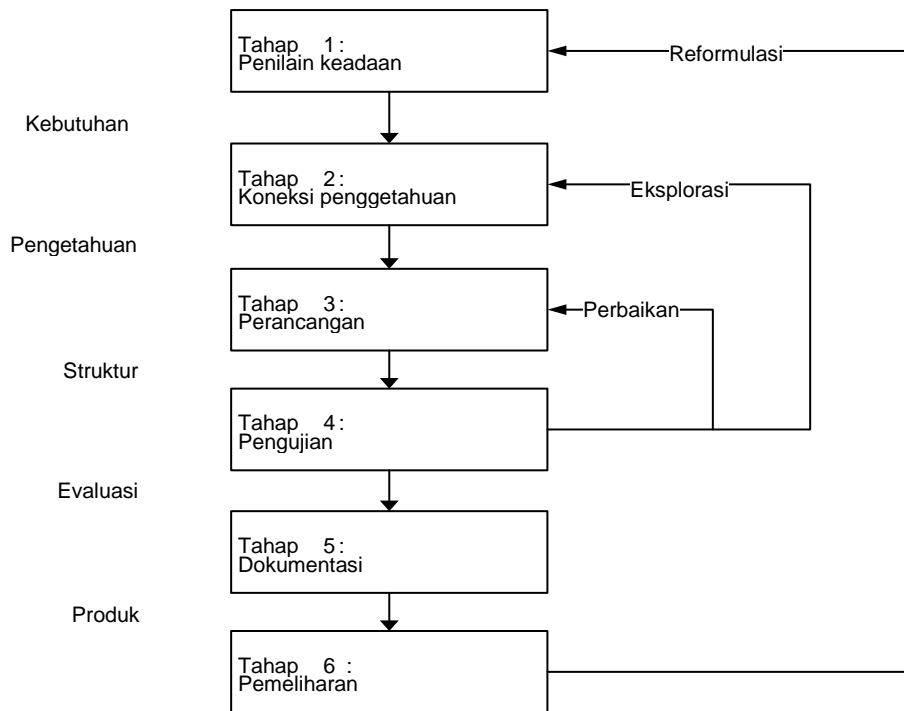 Tahap 1:
Penilain keadaan
Reformulasi
Kebutuhan
Tahap 2:
Koneksi penggetahuan
Eksplorasi
Pengetahuan
Tahap 3:
Perancangan
Perbaikan
Struktur
Tahap 4:
Pengujian
Evaluasi
Tahap 5:
Dokumentasi
Produk
Tahap 6 :
Pemeliharan